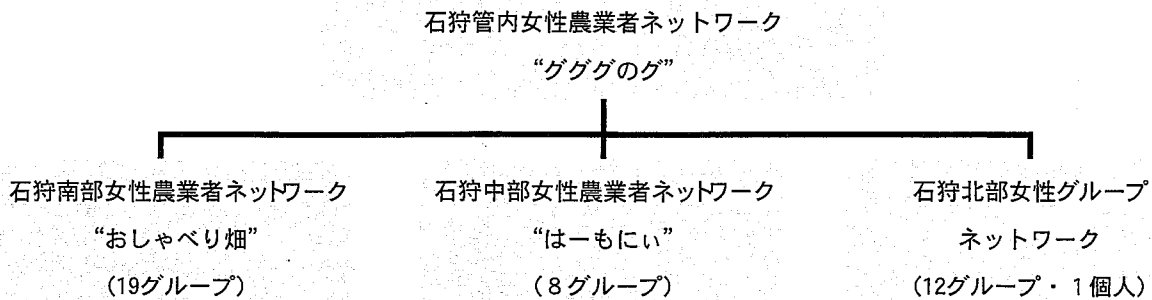 石狩管内女性農業者ネットワーク
“グググのグ”
石狩南部女性農業者ネットワーク
“おしゃべり畑”
(19グループ)
石狩中部女性農業者ネットワーク
“はーもにぃ”
(8グループ)
石狩北部女性グループ
ネットワーク
(12グループ・1個人)